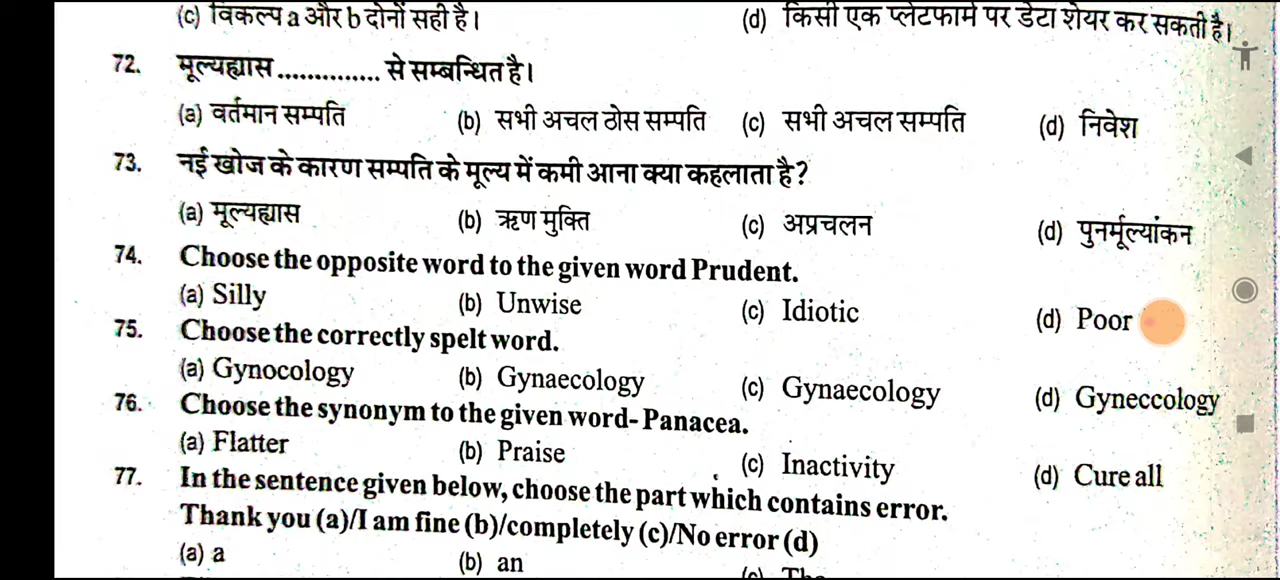 (c) विकल्प a और b दोनों सही है। (d) किसी एक प्लेटफार्म पर डेटा शेयर कर सकती है।
72. मूल्यह्यास .............. से सम्बन्धित है।
(a) वर्तमान सम्पति (b) सभी अचल ठोस सम्पति (c) सभी अचल सम्पति (d) निवेश
73. नई खोज के कारण सम्पति के मूल्य में कमी आना क्या कहलाता है?
(a) मूल्यह्यास (b) ऋण मुक्ति (c) अप्रचलन (d) पुनर्मूल्यांकन
74. Choose the opposite word to the given word Prudent.
(a) Silly (b) Unwise (c) Idiotic (d) Poor
75. Choose the correctly spelt word.
(a) Gynocology (b) Gynaecology (c) Gynaecology (d) Gyneccology
76. Choose the synonym to the given word- Panacea.
(a) Flatter (b) Praise (c) Inactivity (d) Cure all
77. In the sentence given below, choose the part which contains error.
Thank you (a)/I am fine (b)/completely (c)/No error (d)
(a) a (b) an (c) The